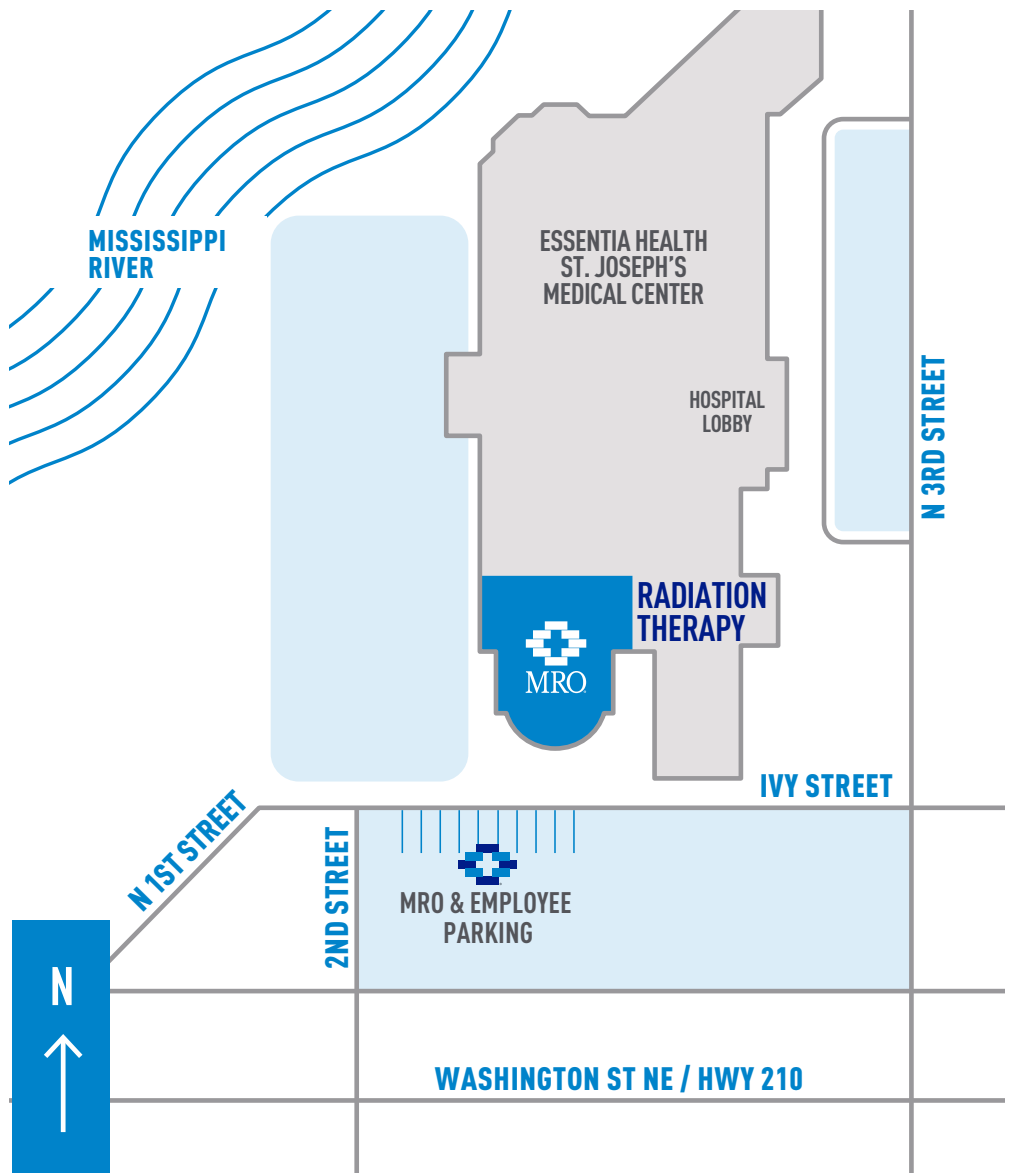 MISSISSIPPI
RIVER
ESSENTIA HEALTH
ST. JOSEPH'S
MEDICAL CENTER
HOSPITAL
LOBBY
N 3RD STREET
RADIATION
THERAPY
MRO
IVY STREET
N 1ST STREET
2ND STREET
MRO & EMPLOYEE
PARKING
N
WASHINGTON ST NE / HWY 210